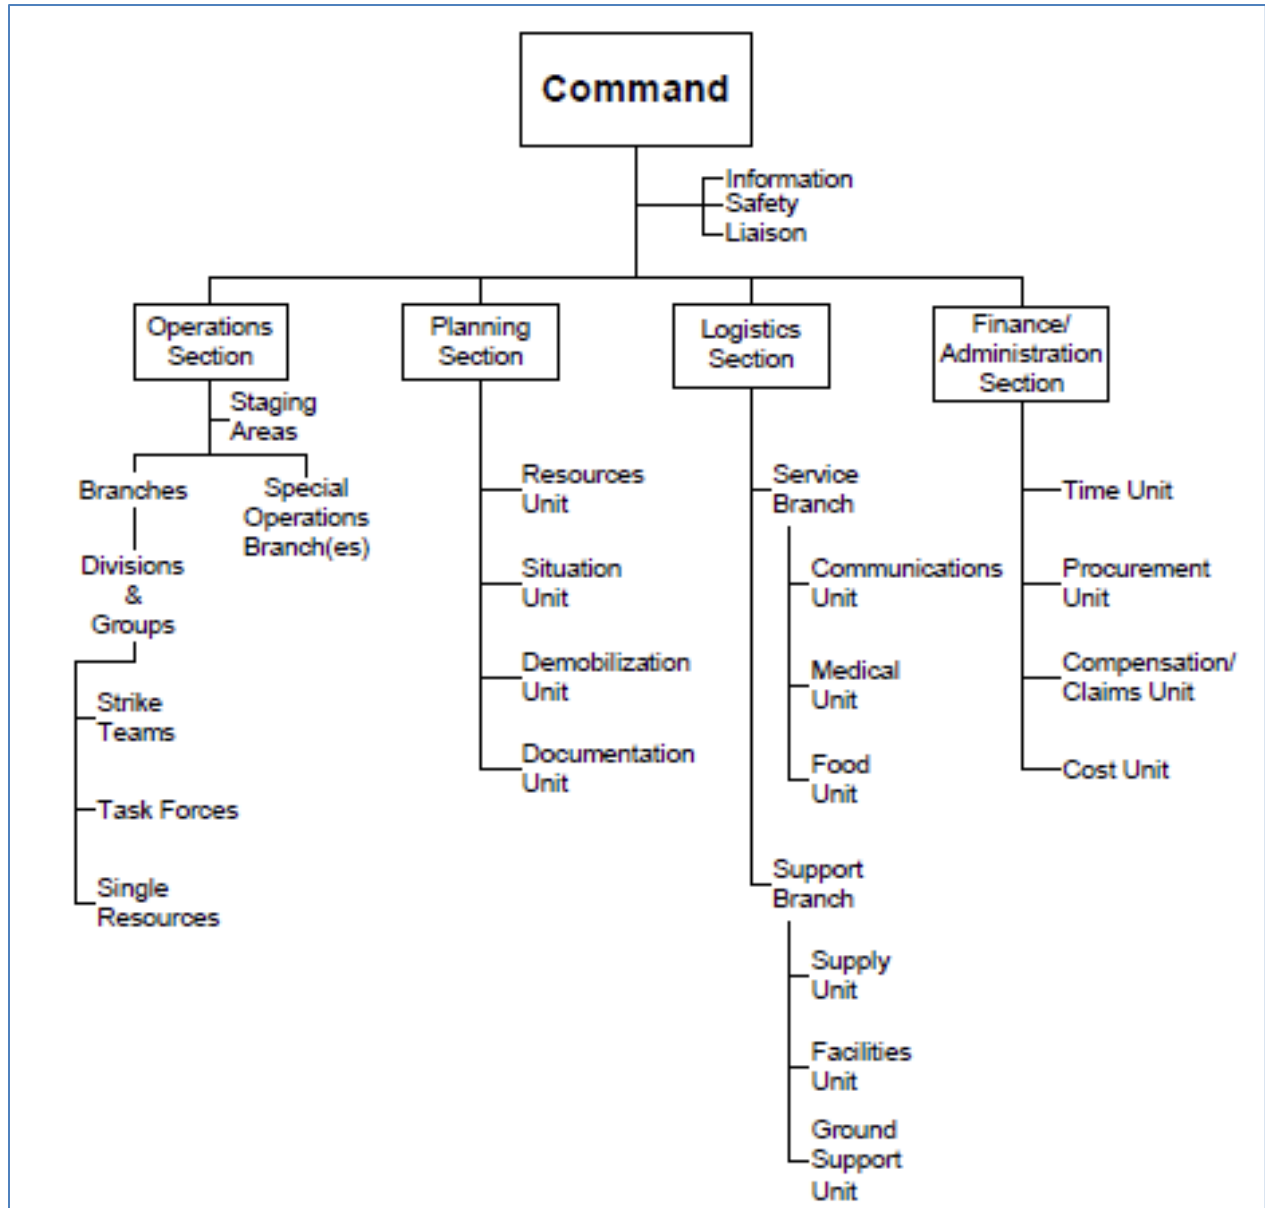 Command
Information
Safety
Liaison
Operations
Section
Staging
Areas
Branches
Special
Operations
Branch(es)
Divisions
&
Groups
Strike
Teams
Task Forces
Single
Resources
Planning
Section
Resources
Unit
Situation
Unit
Demobilization
Unit
Documentation
Unit
Logistics
Section
Service
Branch
Communications
Unit
Medical
Unit
Food
Unit
Support
Branch
Supply
Unit
Facilities
Unit
Ground
Support
Unit
Finance/
Administration
Section
Time Unit
Procurement
Unit
Compensation/
Claims Unit
Cost Unit